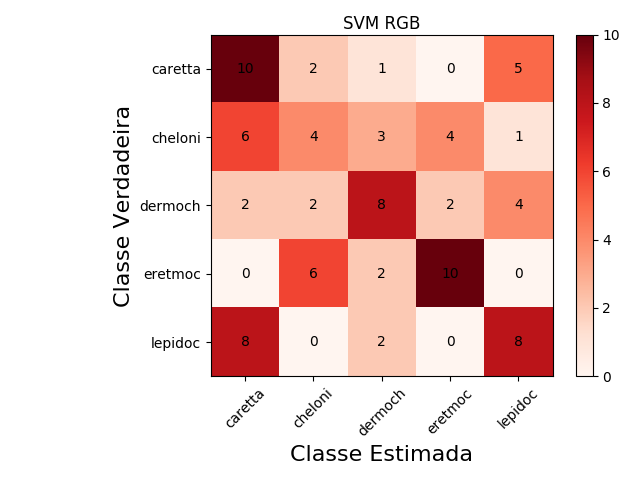 SVM RGB
Classe Verdadeira
caretta 10 2 1 0 5
cheloni 6 4 3 4 1
dermoch 2 2 8 2 4
eretmoc 0 6 2 10 0
lepidoc 8 0 2 0 8
caretta cheloni dermoch eretmoc lepidoc
Classe Estimada
10
8
6
4
2
0